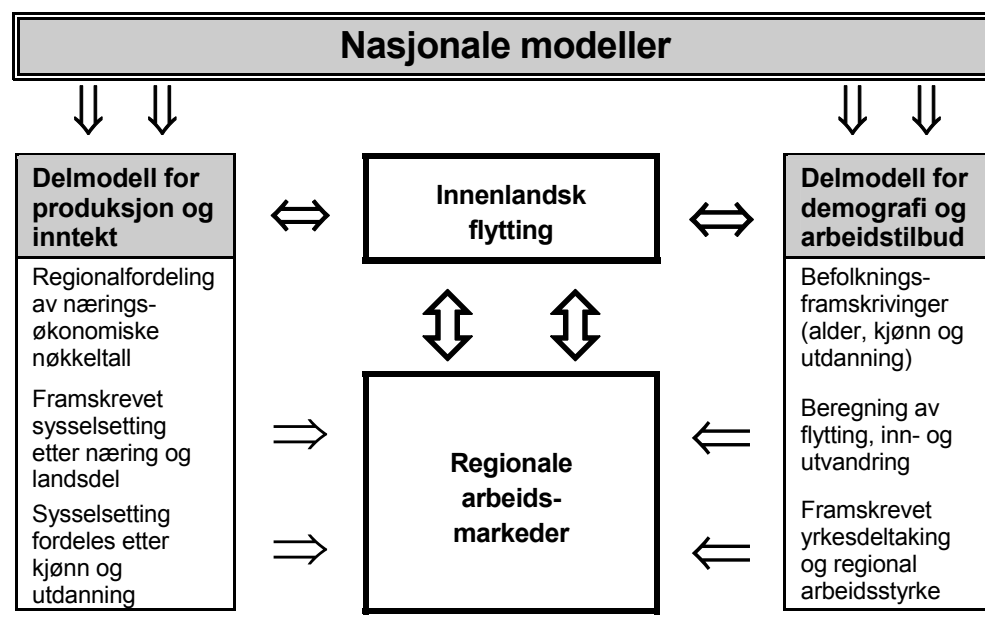 Nasjonale modeller
Delmodell for
produksjon og
inntekt
Regionalfordeling
av nærings-
økonomiske
nøkkeltall
Framskrevet
sysselsetting
etter næring og
landsdel
Sysselsetting
fordeles etter
kjønn og
utdanning
Innenlandsk
flytting
Regionale
arbeids-
markeder
Delmodell for
demografi og
arbeidstilbud
Befolknings-
framskrivinger
(alder, kjønn og
utdanning)
Beregning av
flytting, inn- og
utvandring
Framskrevet
yrkesdeltaking
og regional
arbeidsstyrke